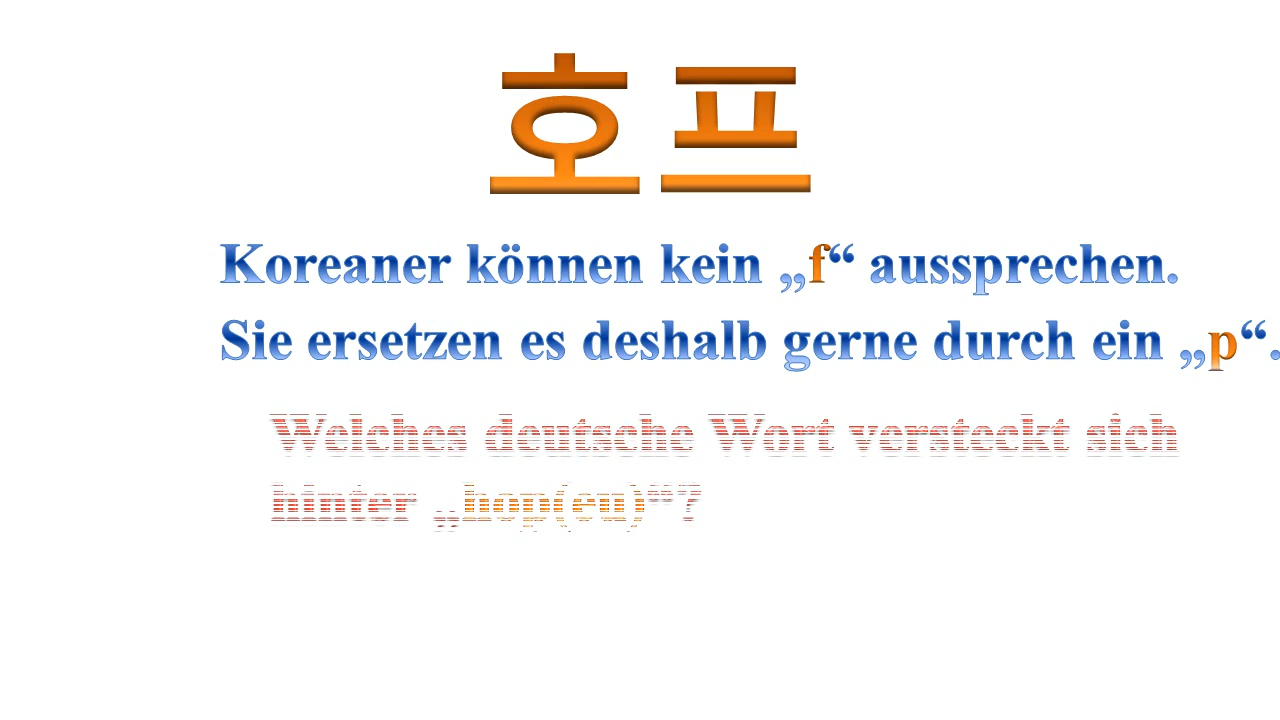 호프
Koreaner können kein „f“ aussprechen.
Sie ersetzen es deshalb gerne durch ein „p“.
Welches deutsche Wort versteckt sich
hinter „hop(eu)“?